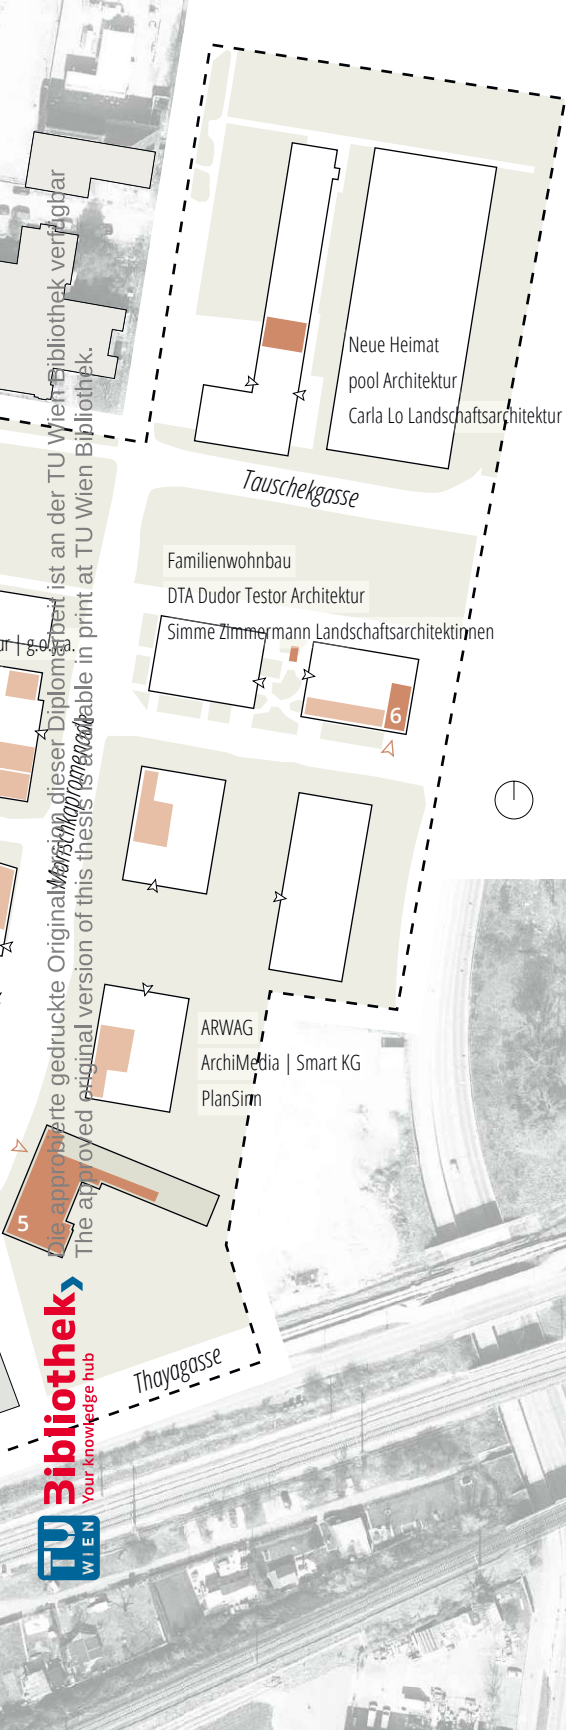 Neue Heimat
pool Architektur
Carla Lo Landschaftsarchitektur
Tauschekgasse
Familienwohnbau
DTA Dudor Testor Architektur
Simme Zimmermann Landschaftsarchitektinnen
ur | g.o.y.a.
6
Marischkapromenade
ARWAG
ArchiMedia | Smart KG
PlanSinn
5
Thayagasse
Die approbierte gedruckte Originalversion dieser Diplomarbeit ist an der TU Wien Bibliothek verfügbar
The approved original version of this thesis is available in print at TU Wien Bibliothek.
TU WIEN
Bibliothek
Your knowledge hub